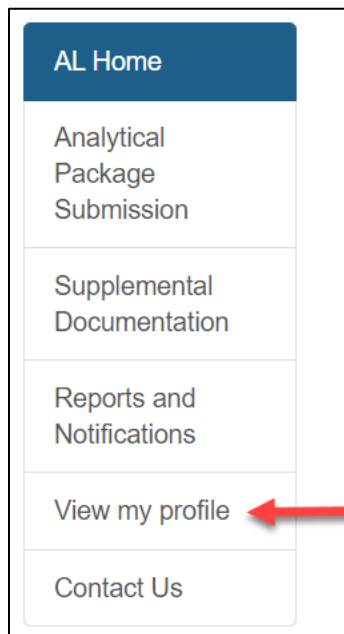 AL Home
Analytical
Package
Submission
Supplemental
Documentation
Reports and
Notifications
View my profile
Contact Us